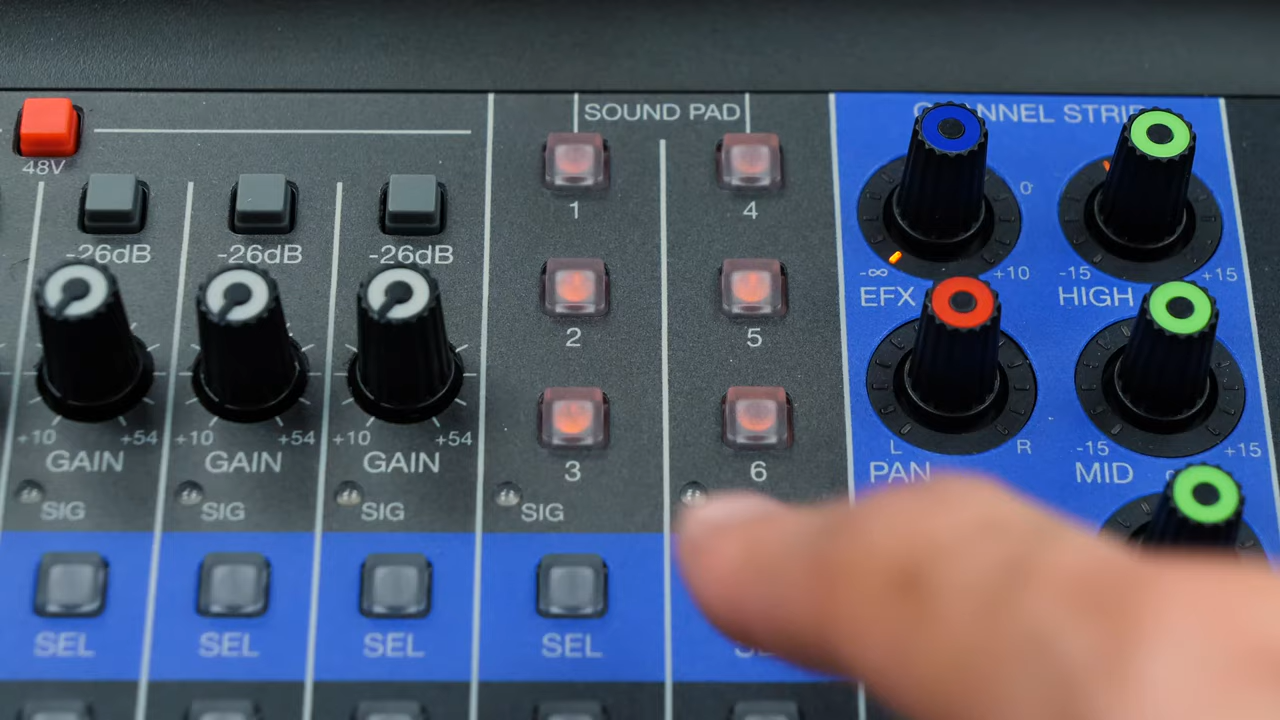 SOUND PAD
48V
-26dB -26dB -26dB
1 4
0
-∞ +10 -15 +15
EFX HIGH
2 5
+10 +54 +10 +54 +10 +54
L R -15 +15
GAIN GAIN GAIN
3 6
PAN MID
SIG SIG SIG SIG
SEL SEL SEL SEL